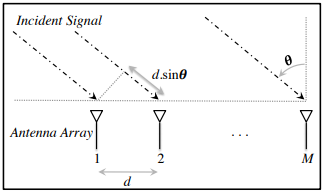 Incident Signal
d.sinθ
θ
Antenna Array
1 2 ... M
d